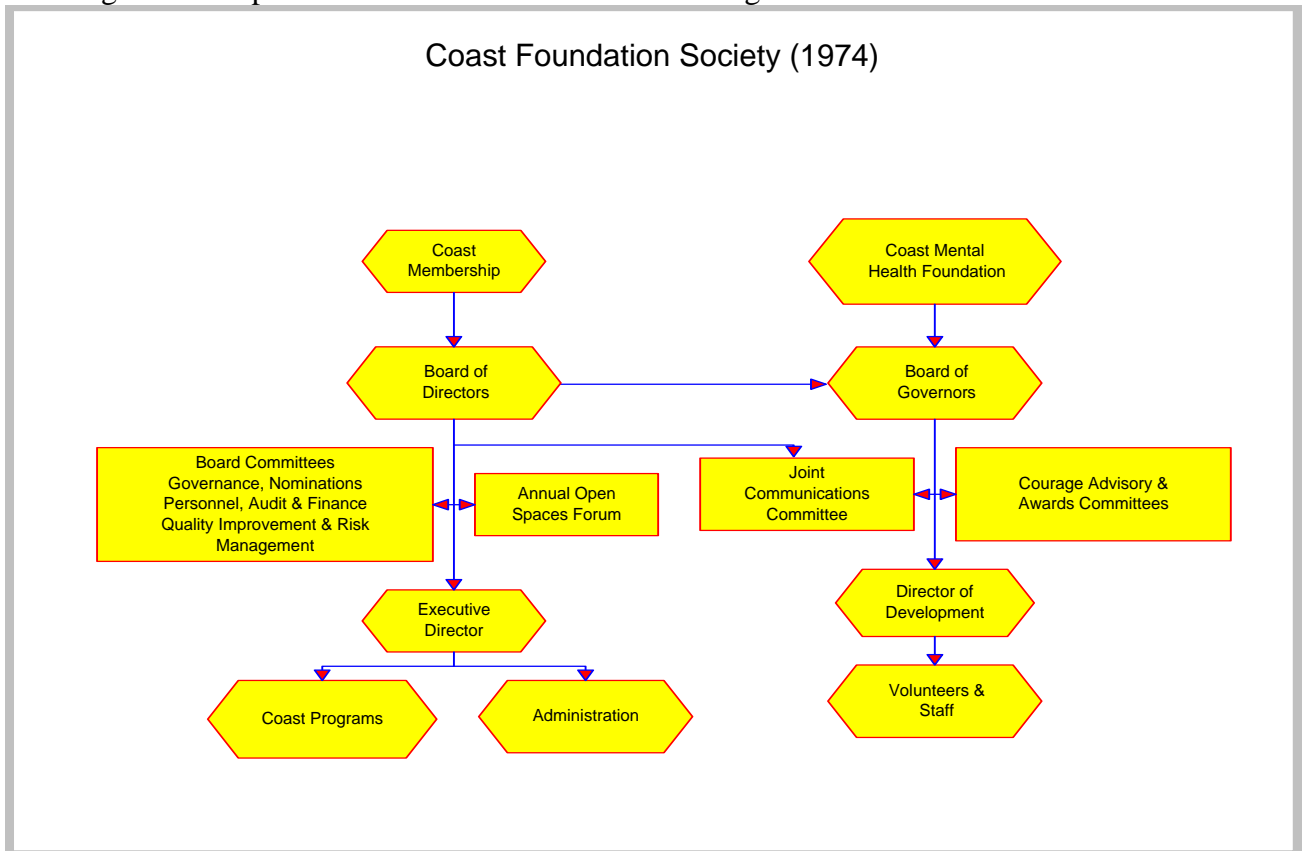 Coast Foundation Society (1974)
Coast
Membership
Coast Mental
Health Foundation
Board of
Directors
Board of
Governors
Board Committees
Governance, Nominations
Personnel, Audit & Finance
Quality Improvement & Risk
Management
Annual Open
Spaces Forum
Joint
Communications
Committee
Courage Advisory &
Awards Committees
Executive
Director
Director of
Development
Coast Programs
Administration
Volunteers &
Staff